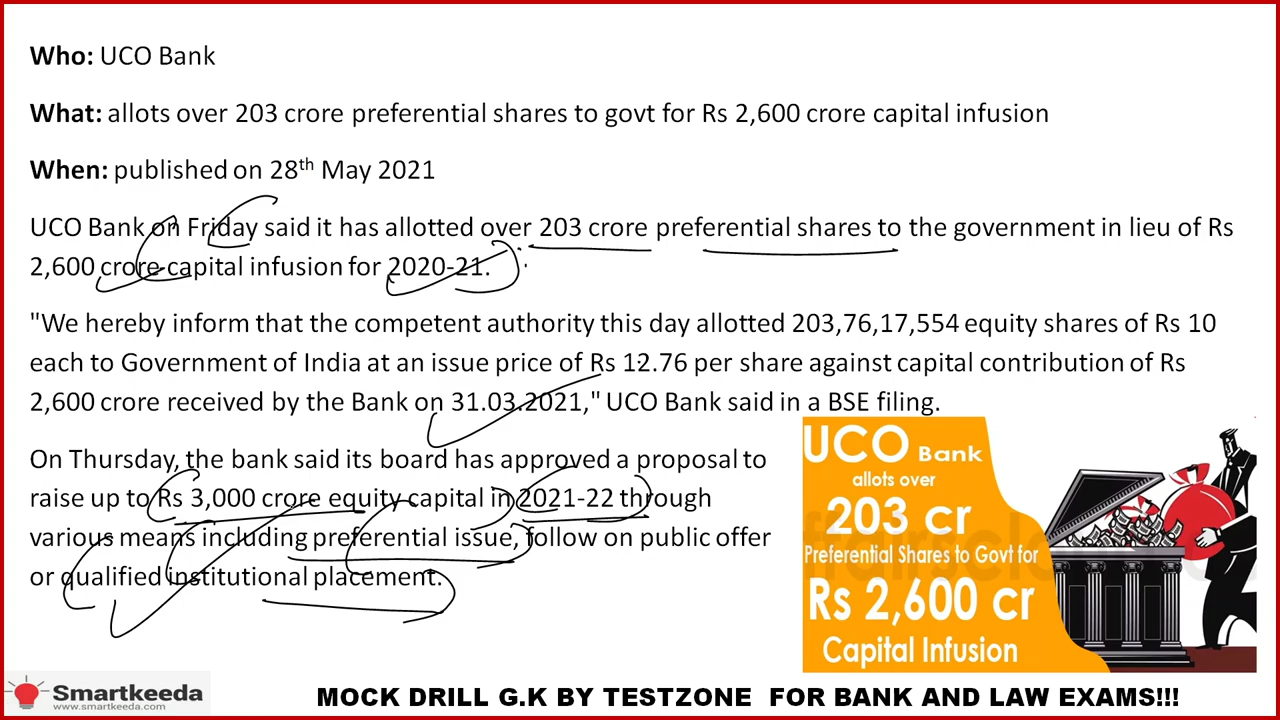 Who: UCO Bank
What: allots over 203 crore preferential shares to govt for Rs 2,600 crore capital infusion
When: published on 28th May 2021
UCO Bank on Friday said it has allotted over 203 crore preferential shares to the government in lieu of Rs
2,600 crore capital infusion for 2020-21.
"We hereby inform that the competent authority this day allotted 203,76,17,554 equity shares of Rs 10
each to Government of India at an issue price of Rs 12.76 per share against capital contribution of Rs
2,600 crore received by the Bank on 31.03.2021," UCO Bank said in a BSE filing.
On Thursday, the bank said its board has approved a proposal to
raise up to Rs 3,000 crore equity capital in 2021-22 through
various means including preferential issue, follow on public offer
or qualified institutional placement.
UCO Bank
allots over
203 cr
Preferential Shares to Govt for
Rs 2,600 cr
Capital Infusion
Smartkeeda
www.smartkeeda.com
MOCK DRILL G.K BY TESTZONE FOR BANK AND LAW EXAMS!!!